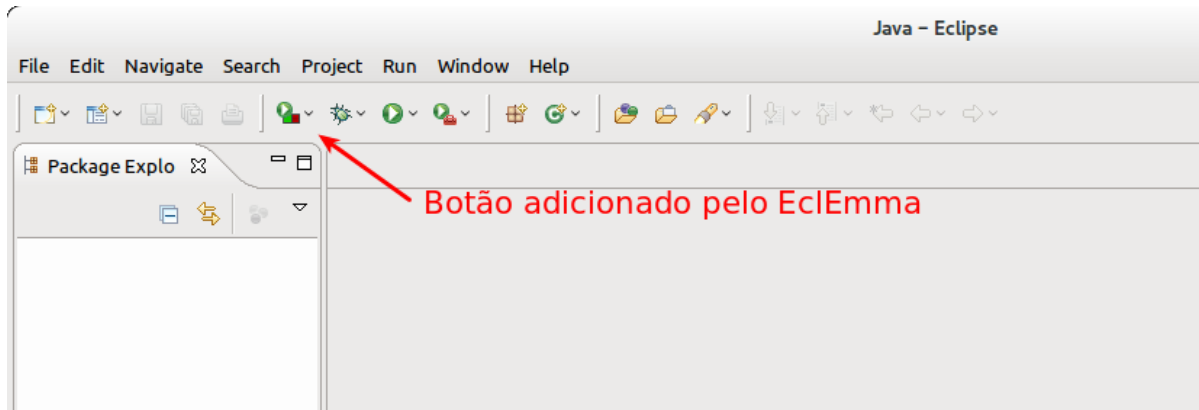 Java – Eclipse
File Edit Navigate Search Project Run Window Help
Package Explo
Botão adicionado pelo EclEmma